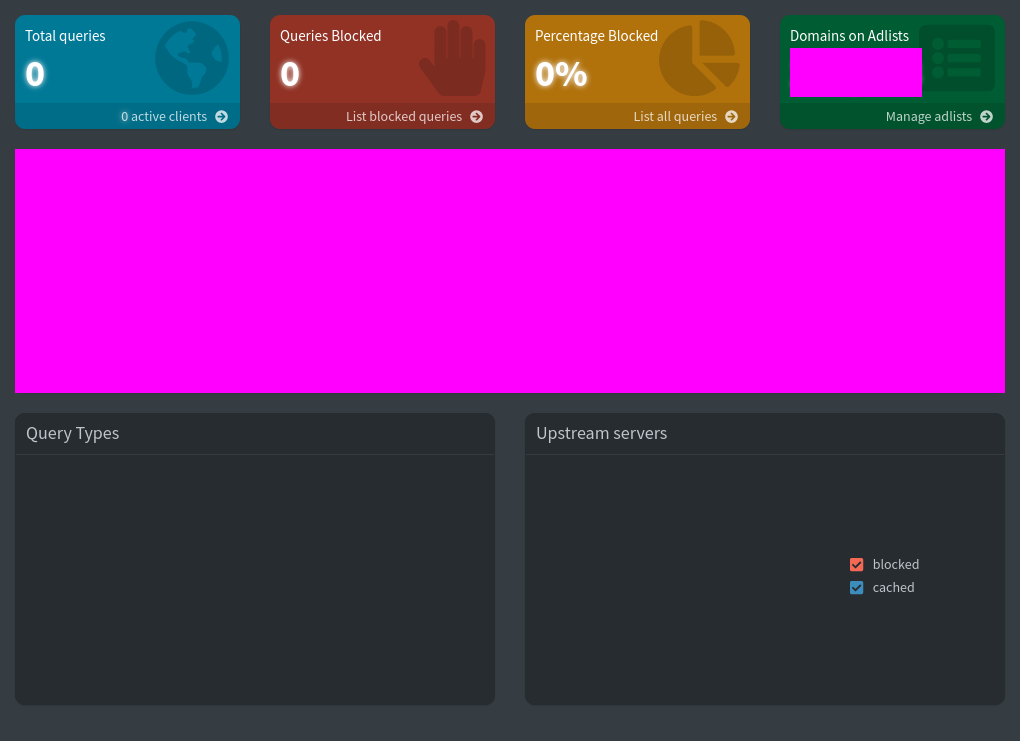 Total queries
0
0 active clients
Queries Blocked
0
List blocked queries
Percentage Blocked
0%
List all queries
Domains on Adlists
Manage adlists
Query Types
Upstream servers
blocked
cached